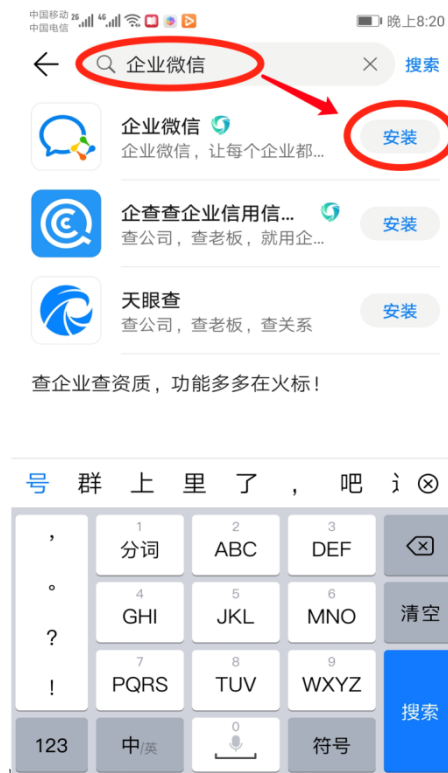 中国移动
中国电信
26
46
晚上8:20
企业微信
搜索
企业微信
企业微信，让每个企业都...
安装
企查查企业信用信...
查公司，查老板，就用企...
安装
天眼查
查公司，查老板，查关系
安装
查企业查资质，功能多多在火标！
号 群 上 里 了 ， 吧
，
。
？
！
1
分词
2
ABC
3
DEF
4
GHI
5
JKL
6
MNO
清空
7
PQRS
8
TUV
9
WXYZ
搜索
123
中/英
0
符号